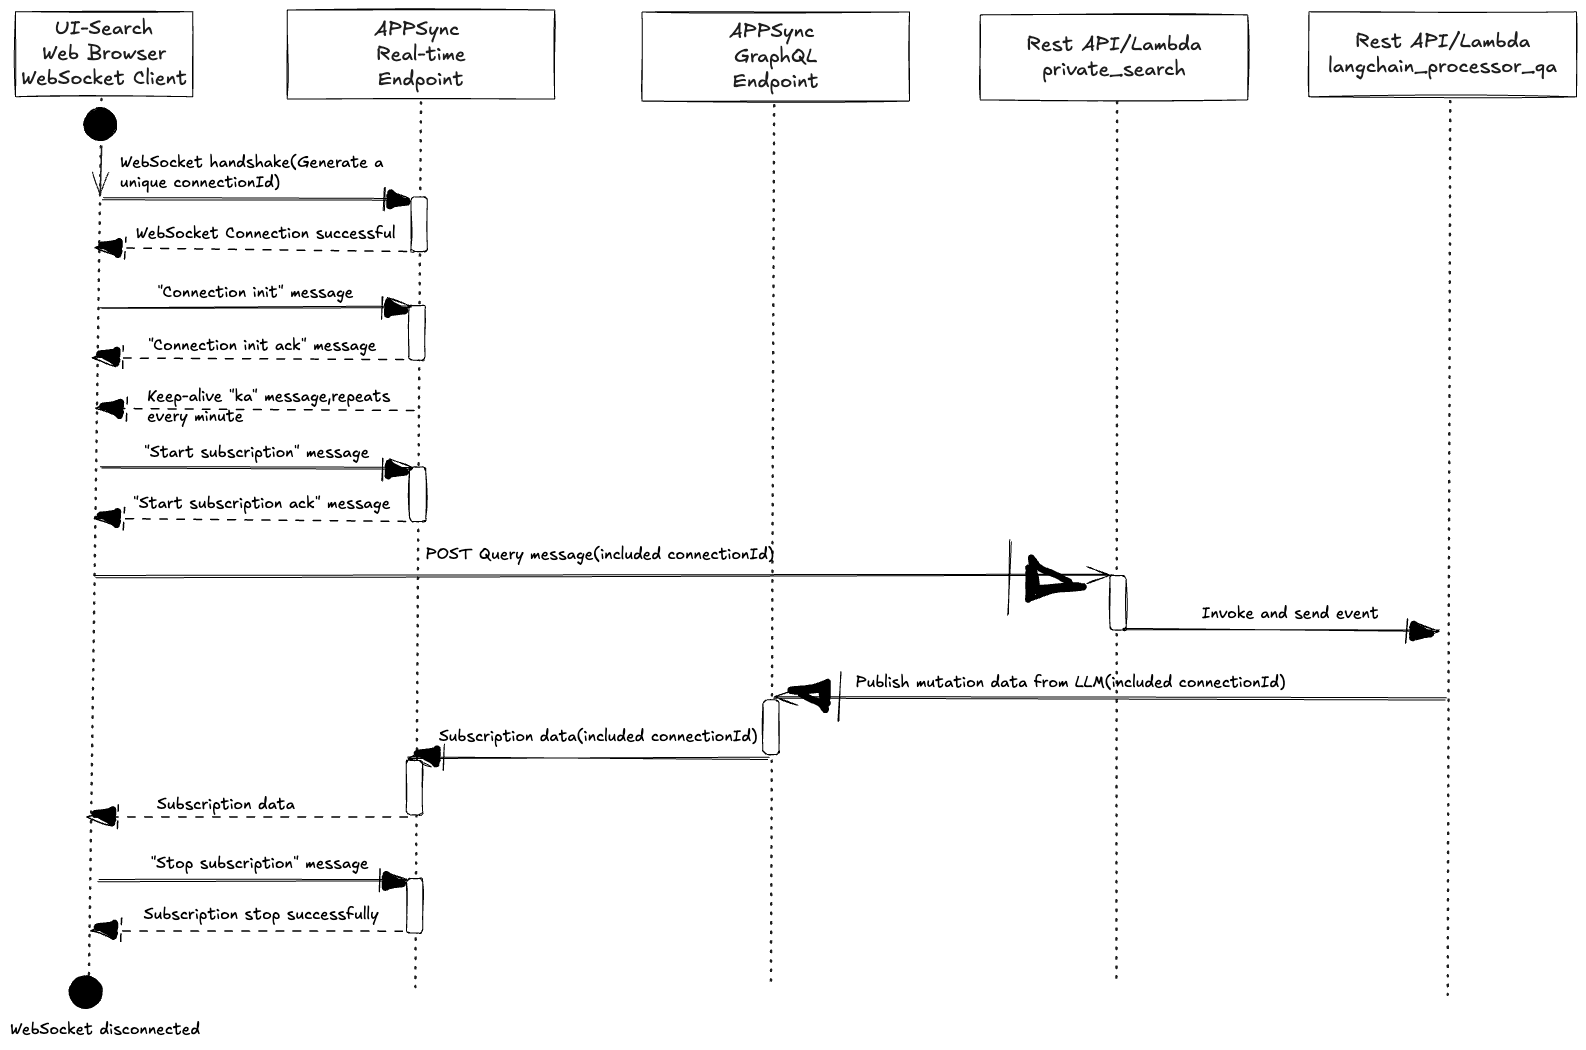 UI-Search
Web Browser
WebSocket Client
APPSync
Real-time
Endpoint
APPSync
GraphQL
Endpoint
Rest API/Lambda
private_search
Rest API/Lambda
langchain_processor_qa
WebSocket handshake(Generate a
unique connectionId)
WebSocket Connection successful
"Connection init" message
"Connection init ack" message
Keep-alive "ka" message,repeats
every minute
"Start subscription" message
"Start subscription ack" message
POST Query message(included connectionId)
Invoke and send event
Publish mutation data from LLM(included connectionId)
Subscription data(included connectionId)
Subscription data
"Stop subscription" message
Subscription stop successfully
WebSocket disconnected